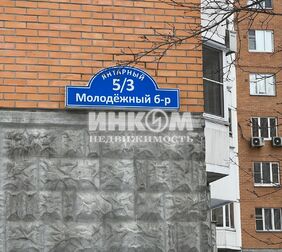 ЯНТАРНЫЙ
5/3
Молодёжный б-р
ИНКОМ
НЕДВИЖИМОСТЬ